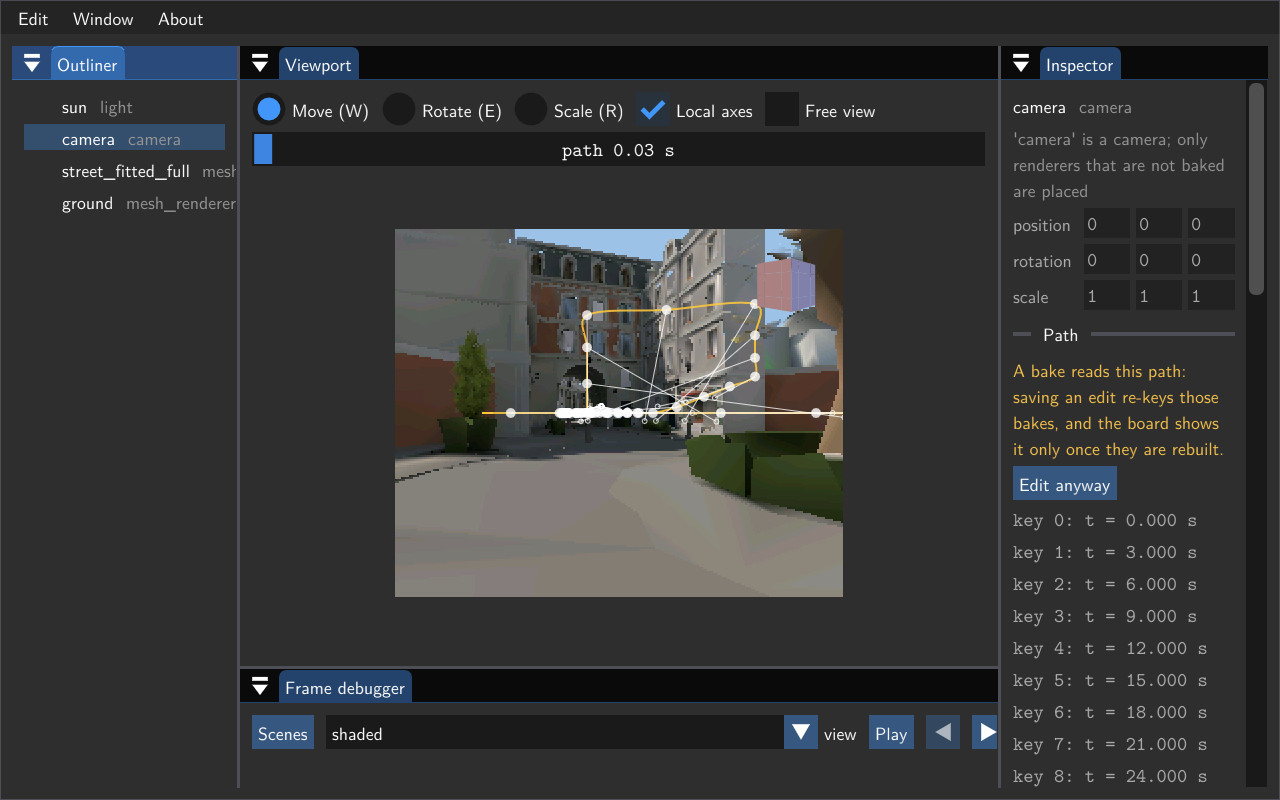 Edit Window About
Outliner
sun light
camera camera
street_fitted_full mesh
ground mesh_renderer
Viewport
Move (W) Rotate (E) Scale (R) Local axes Free view
path 0.03 s
Frame debugger
Scenes shaded view Play
Inspector
camera camera
'camera' is a camera; only
renderers that are not baked
are placed
position 0 0 0
rotation 0 0 0
scale 1 1 1
Path
A bake reads this path:
saving an edit re-keys those
bakes, and the board shows
it only once they are rebuilt.
Edit anyway
key 0: t = 0.000 s
key 1: t = 3.000 s
key 2: t = 6.000 s
key 3: t = 9.000 s
key 4: t = 12.000 s
key 5: t = 15.000 s
key 6: t = 18.000 s
key 7: t = 21.000 s
key 8: t = 24.000 s